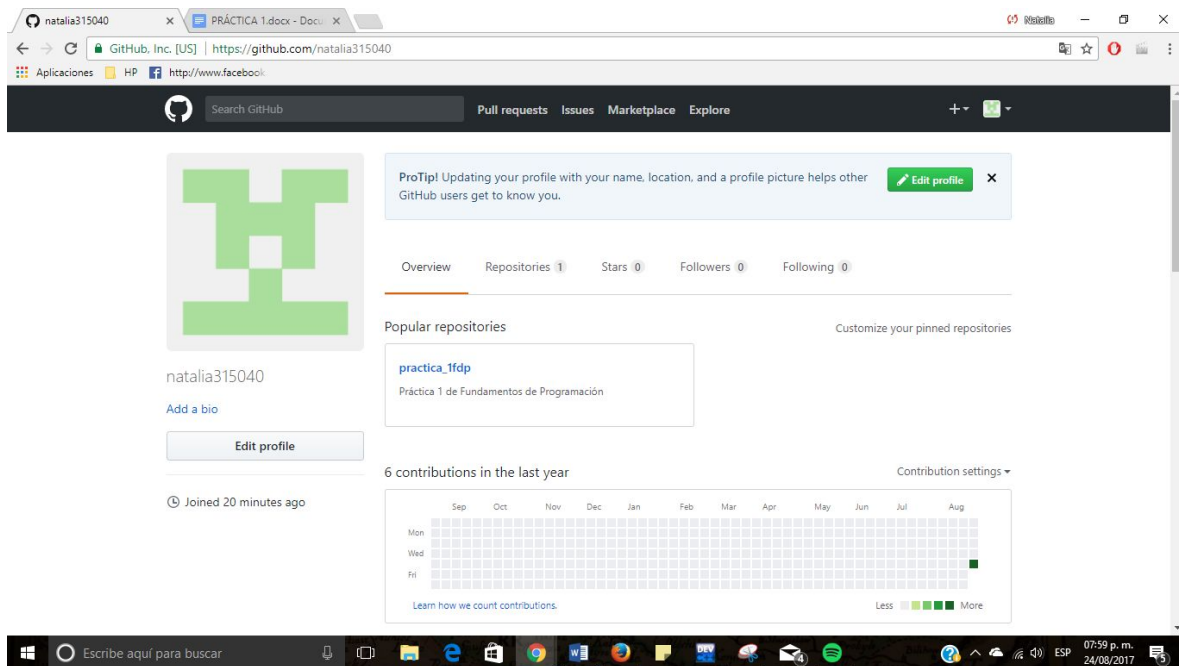 natalia315040
PRÁCTICA 1.docx - Docu
Natalia
GitHub, Inc. [US] | https://github.com/natalia315040
Aplicaciones HP http://www.facebook.
Search GitHub Pull requests Issues Marketplace Explore
ProTip! Updating your profile with your name, location, and a profile picture helps other
GitHub users get to know you.
Edit profile
Overview Repositories 1 Stars 0 Followers 0 Following 0
Popular repositories Customize your pinned repositories
practica_1fdp
Práctica 1 de Fundamentos de Programación
natalia315040
Add a bio
Edit profile
Joined 20 minutes ago
6 contributions in the last year Contribution settings
Sep Oct Nov Dec Jan Feb Mar Apr May Jun Jul Aug
Mon
Wed
Fri
Learn how we count contributions. Less More
Escribe aquí para buscar
DEV
4
ESP
07:59 p. m.
24/08/2017
5